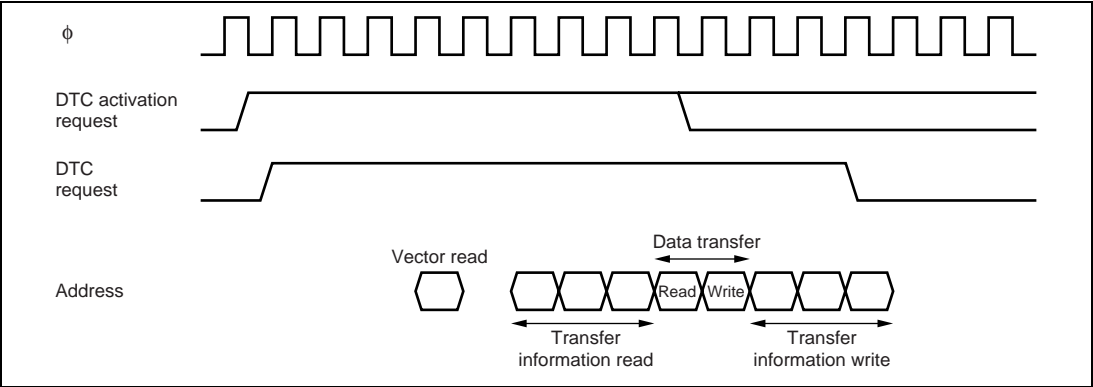 ϕ
DTC activation
request
DTC
request
Data transfer
Vector read
Address
Read Write
Transfer
information read
Transfer
information write